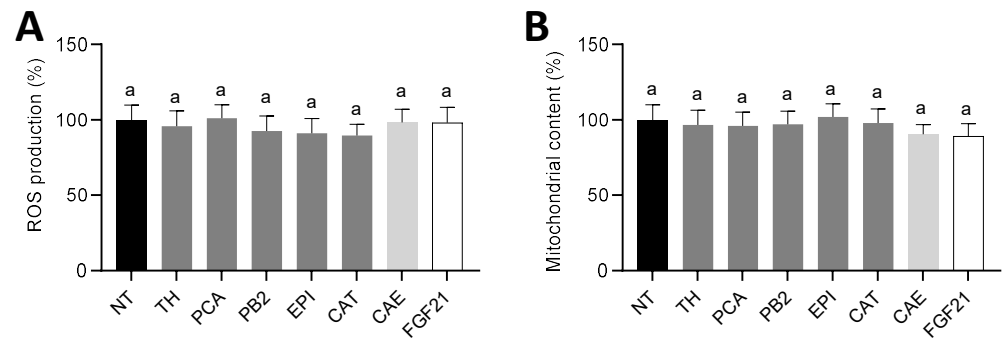 A
ROS production (%)
150
100
50
0
a a a a a a a a
NT TH PCA PB2 EPI CAT CAE FGF21
B
Mitochondrial content (%)
150
100
50
0
a a a a a a a a
NT TH PCA PB2 EPI CAT CAE FGF21